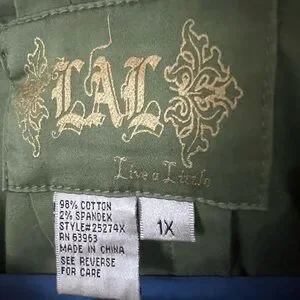 LAL
Live a Little
98% COTTON
2% SPANDEX
STYLE#25274X
RN 63963
MADE IN CHINA
SEE REVERSE
FOR CARE
1X